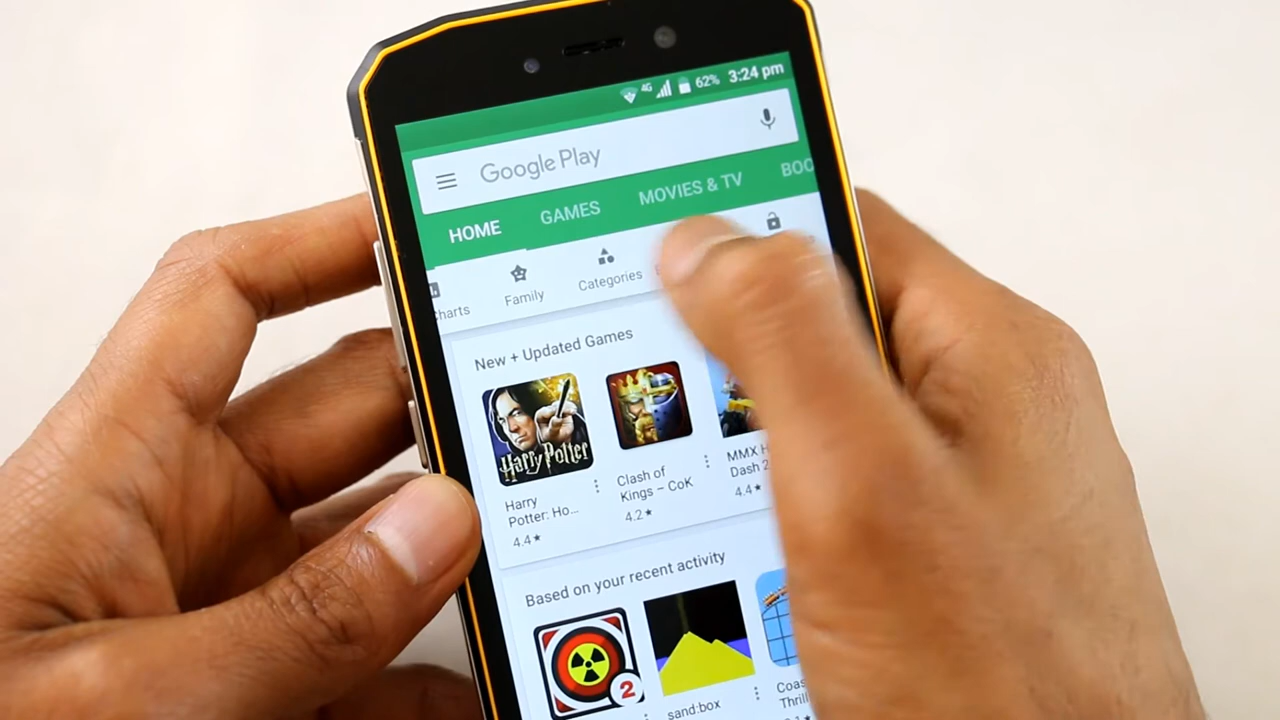 4G 62% 3:24 pm
Google Play
HOME GAMES MOVIES & TV BOO
harts Family Categories
New + Updated Games
Harry Potter
Harry
Potter: Ho...
4.4★
Clash of
Kings – CoK
4.2★
MMX H
Dash 2
4.4★
Based on your recent activity
2
sand:box
Coas
Thrill